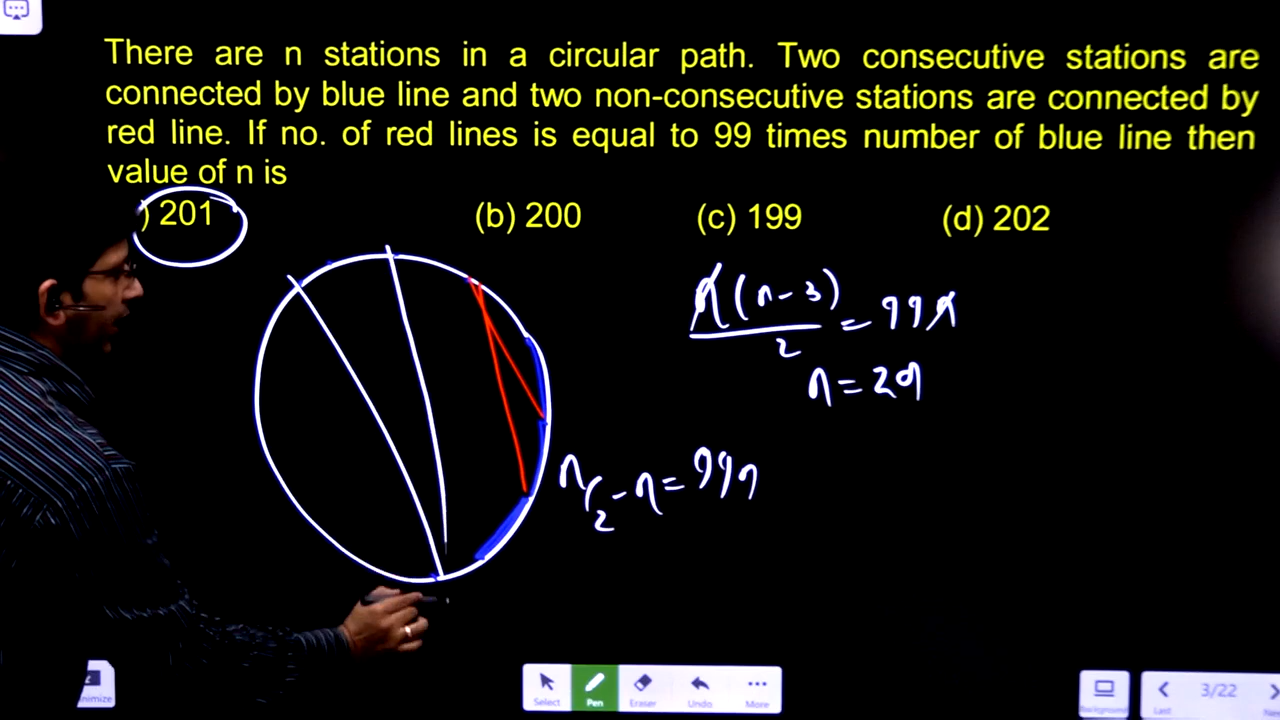 There are n stations in a circular path. Two consecutive stations are
connected by blue line and two non-consecutive stations are connected by
red line. If no. of red lines is equal to 99 times number of blue line then
value of n is
) 201 (b) 200 (c) 199 (d) 202
n(n-3)
2
= 99n
n = 201
nC2 - n = 99n
Select Pen Eraser Undo More
Background
Last
3/22